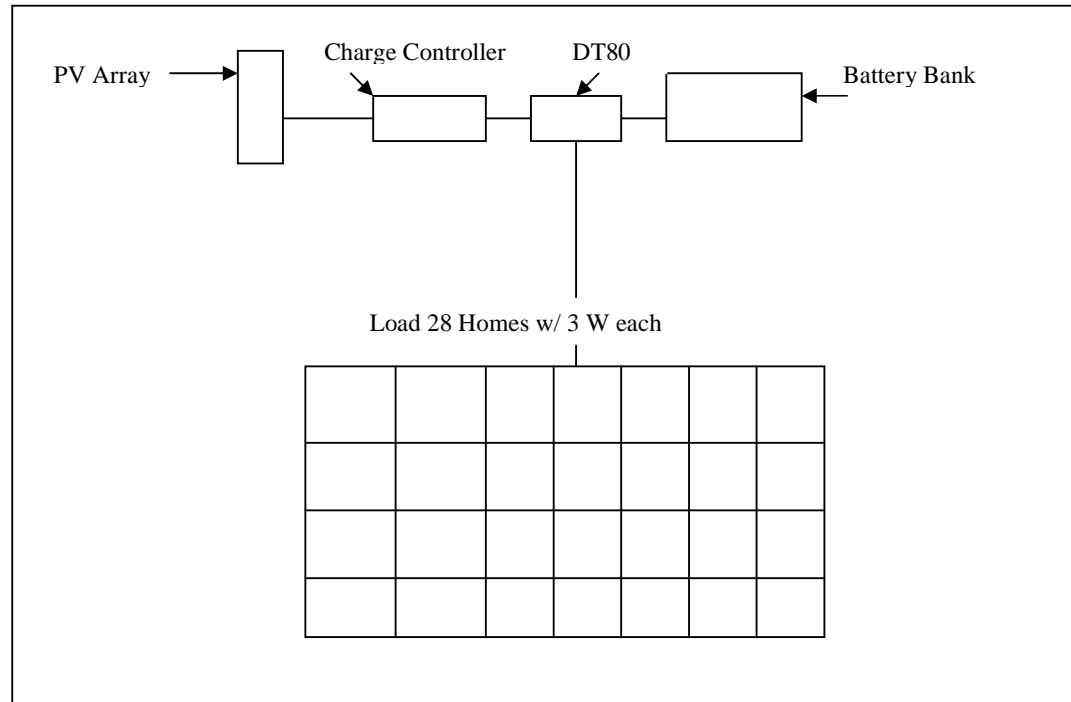 Charge Controller
DT80
PV Array
Battery Bank
Load 28 Homes w/ 3 W each